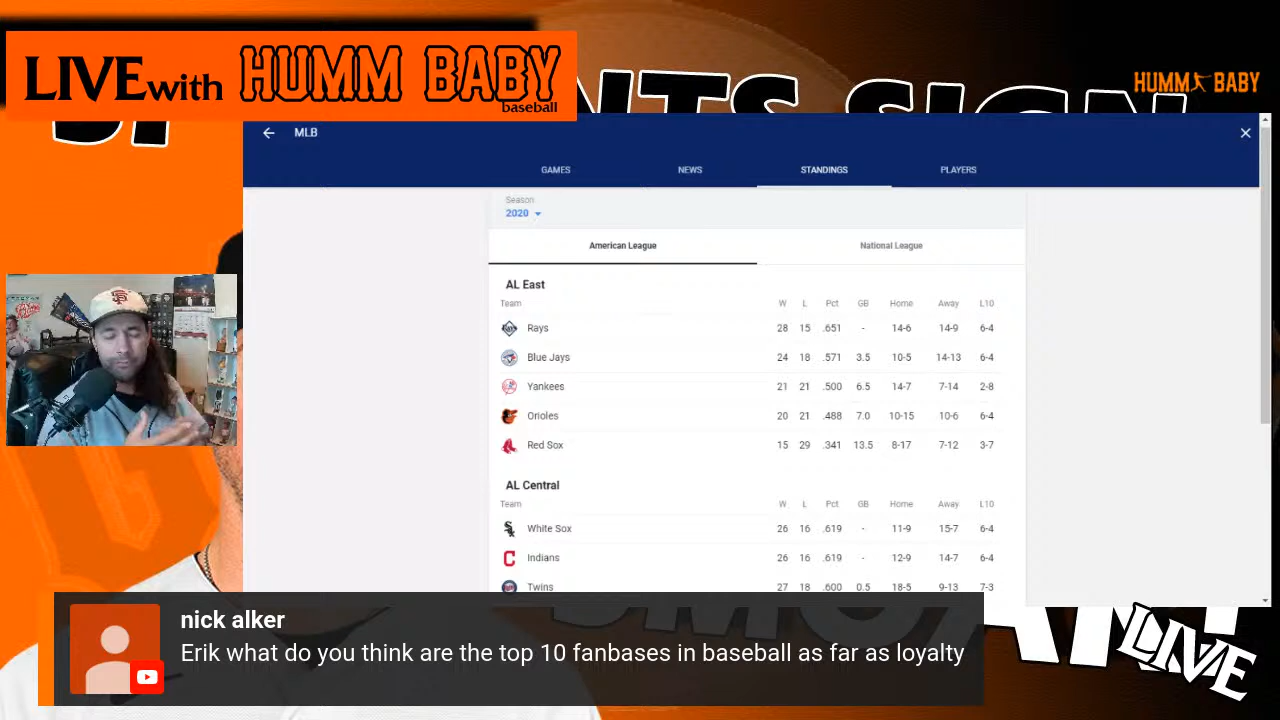 LIVE with HUMM BABY
baseball
HUMM BABY
NTS SIGN
MLB
GAMES NEWS STANDINGS PLAYERS
Season
2020
American League National League
AL East
Team W L Pct GB Home Away L10
Rays 28 15 .651 - 14-6 14-9 6-4
Blue Jays 24 18 .571 3.5 10-5 14-13 6-4
Yankees 21 21 .500 6.5 14-7 7-14 2-8
Orioles 20 21 .488 7.0 10-15 10-6 6-4
Red Sox 15 29 .341 13.5 8-17 7-12 3-7
AL Central
Team W L Pct GB Home Away L10
White Sox 26 16 .619 - 11-9 15-7 6-4
Indians 26 16 .619 - 12-9 14-7 6-4
Twins 27 18 .600 0.5 18-5 9-13 7-3
nick alker
Erik what do you think are the top 10 fanbases in baseball as far as loyalty
LIVE